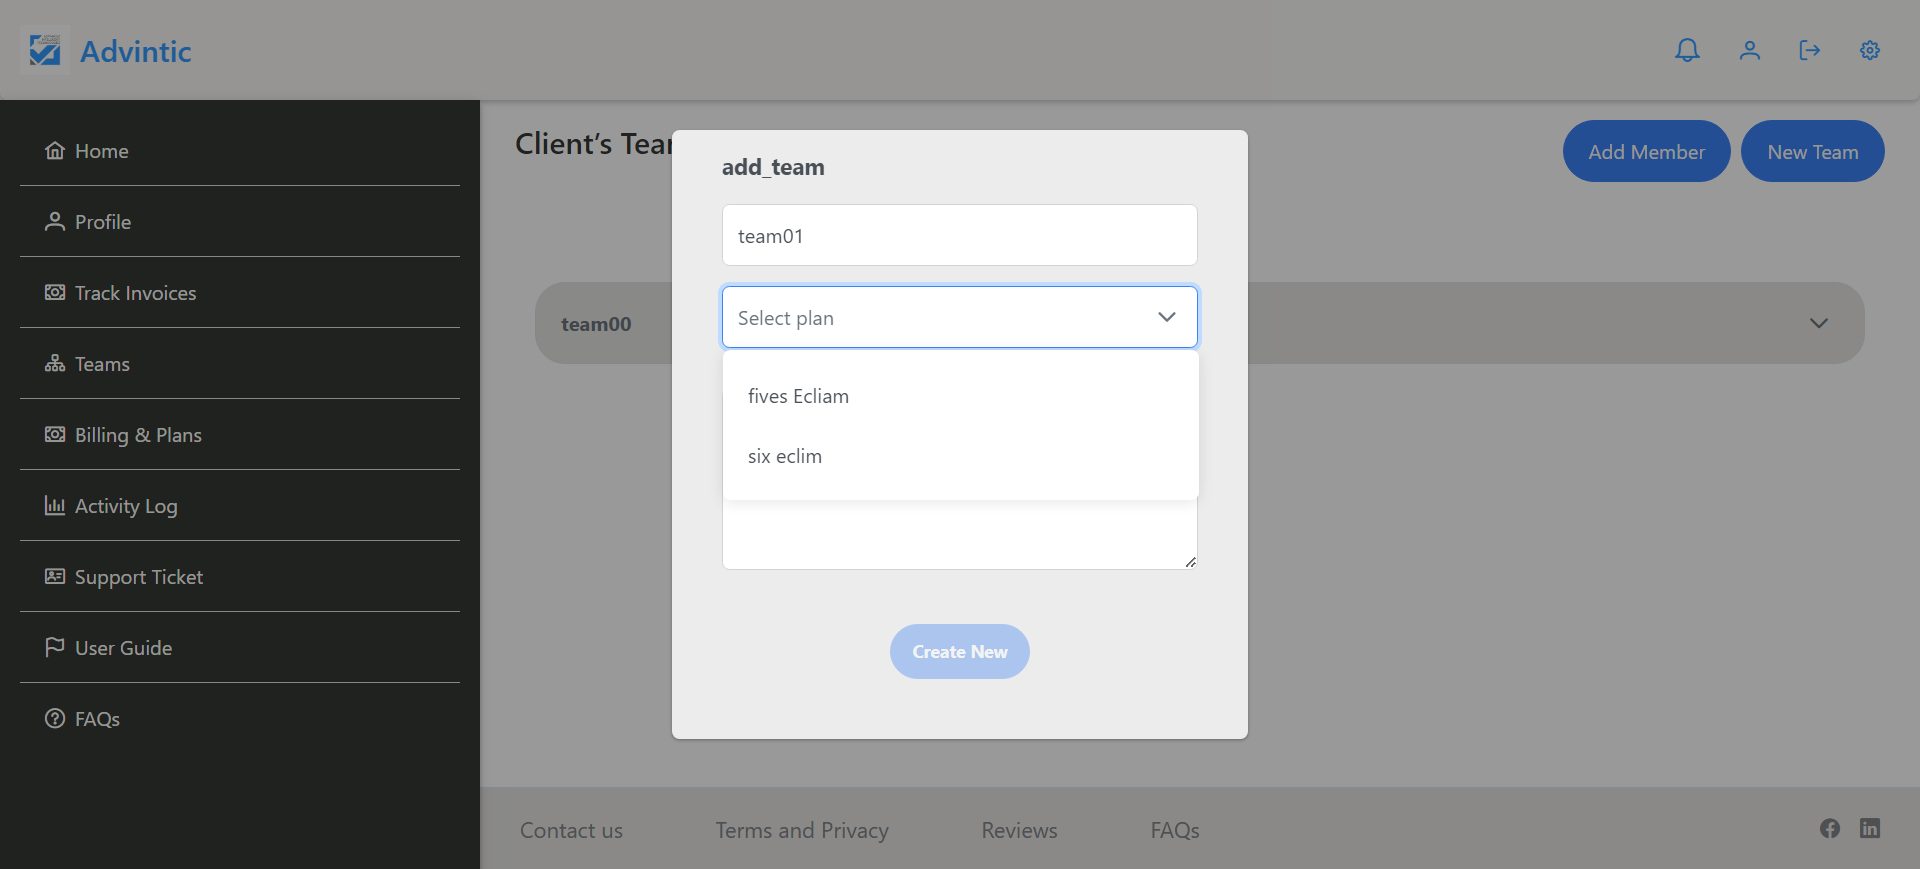 Advintic
Home
Profile
Track Invoices
Teams
Billing & Plans
Activity Log
Support Ticket
User Guide
FAQs
Client’s Tea
Add Member
New Team
team00
add_team
team01
Select plan
fives Ecliam
six eclim
Create New
Contact us
Terms and Privacy
Reviews
FAQs